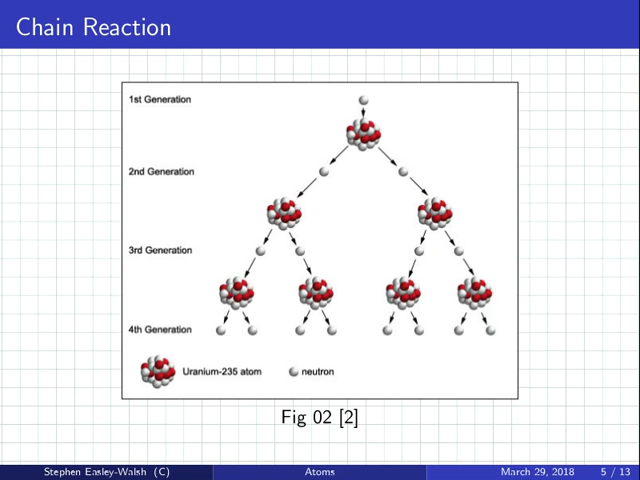 Chain Reaction
1st Generation
2nd Generation
3rd Generation
4th Generation
Uranium-235 atom neutron
Fig 02 [2]
Stephen Easley-Walsh (C) Atoms March 29, 2018 5 / 13